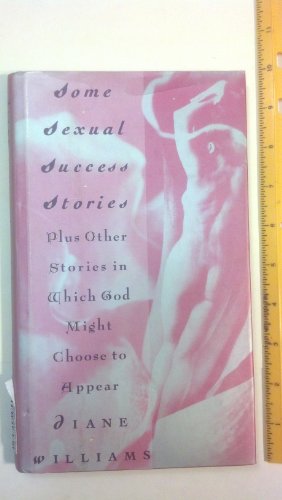 Some
Sexual
Success
Stories
Plus Other
Stories in
Which God
Might
Choose to
Appear
DIANE
WILLIAMS